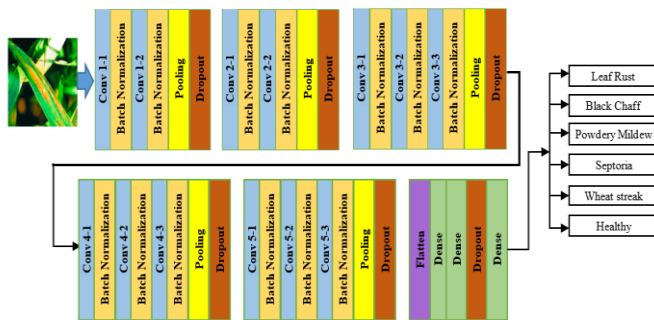 Conv 1-1
Batch Normalization
Conv 1-2
Batch Normalization
Pooling
Dropout
Conv 2-1
Batch Normalization
Conv 2-2
Batch Normalization
Pooling
Dropout
Conv 3-1
Batch Normalization
Conv 3-2
Batch Normalization
Conv 3-3
Batch Normalization
Pooling
Dropout
Conv 4-1
Batch Normalization
Conv 4-2
Batch Normalization
Conv 4-3
Batch Normalization
Pooling
Dropout
Conv 5-1
Batch Normalization
Conv 5-2
Batch Normalization
Conv 5-3
Batch Normalization
Pooling
Dropout
Flatten
Dense
Dense
Dropout
Dense
Leaf Rust
Black Chaff
Powdery Mildew
Septoria
Wheat streak
Healthy